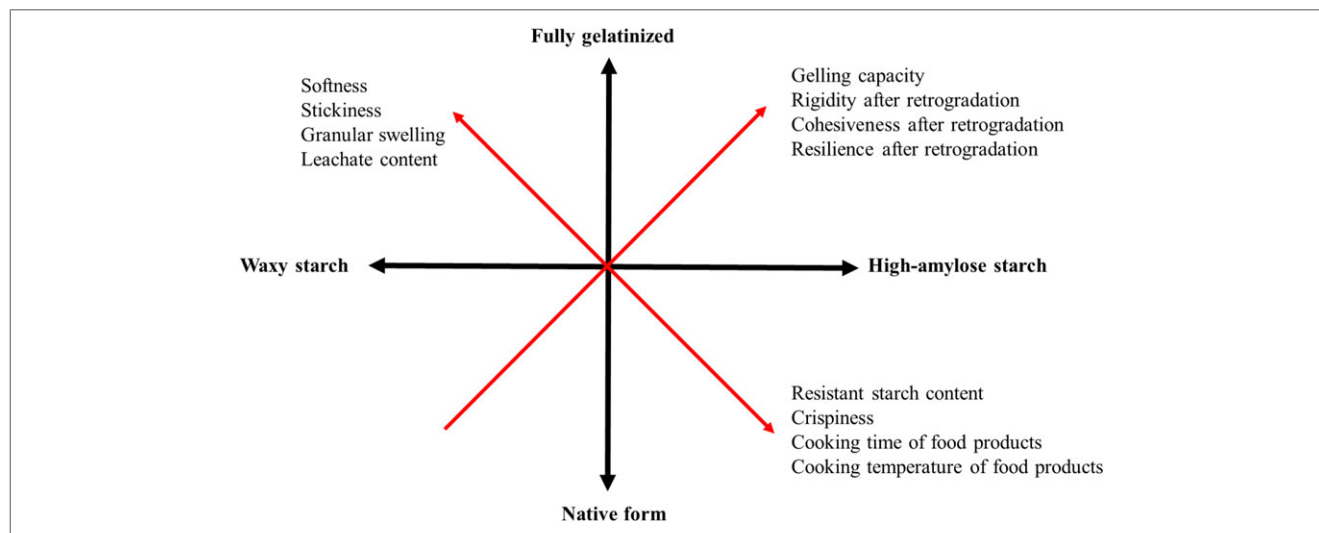 Fully gelatinized
Softness
Stickiness
Granular swelling
Leachate content
Gelling capacity
Rigidity after retrogradation
Cohesiveness after retrogradation
Resilience after retrogradation
Waxy starch
High-amylose starch
Resistant starch content
Crispiness
Cooking time of food products
Cooking temperature of food products
Native form